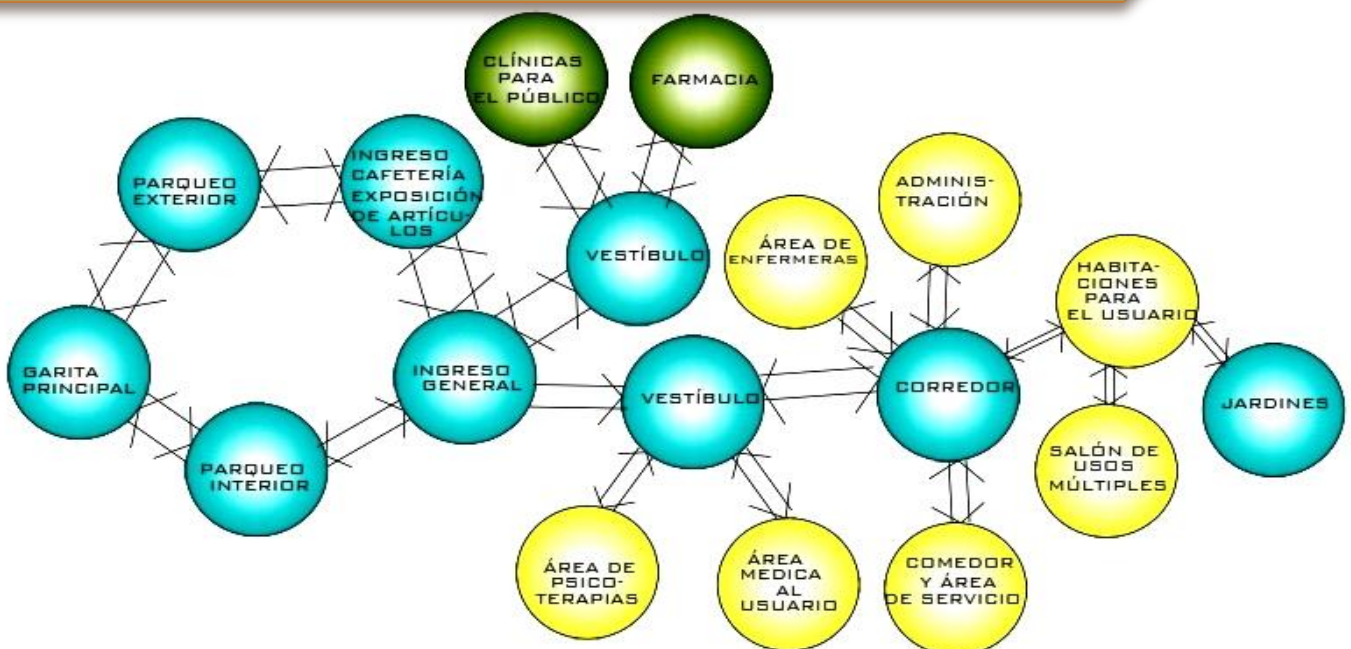 CLÍNICAS
PARA
EL PÚBLICO
FARMACIA
PARQUEO
EXTERIOR
INGRESO
CAFETERÍA
EXPOSICIÓN
DE ARTÍCU-
LOS
ADMINIS-
TRACIÓN
VESTÍBULO
ÁREA DE
ENFERMERAS
HABITA-
CIONES
PARA
EL USUARIO
GARITA
PRINCIPAL
INGRESO
GENERAL
VESTÍBULO
CORREDOR
JARDINES
PARQUEO
INTERIOR
SALÓN DE
USOS
MÚLTIPLES
ÁREA DE
PSICO-
TERAPIAS
ÁREA
MEDICA
AL
USUARIO
COMEDOR
Y ÁREA
DE SERVICIO